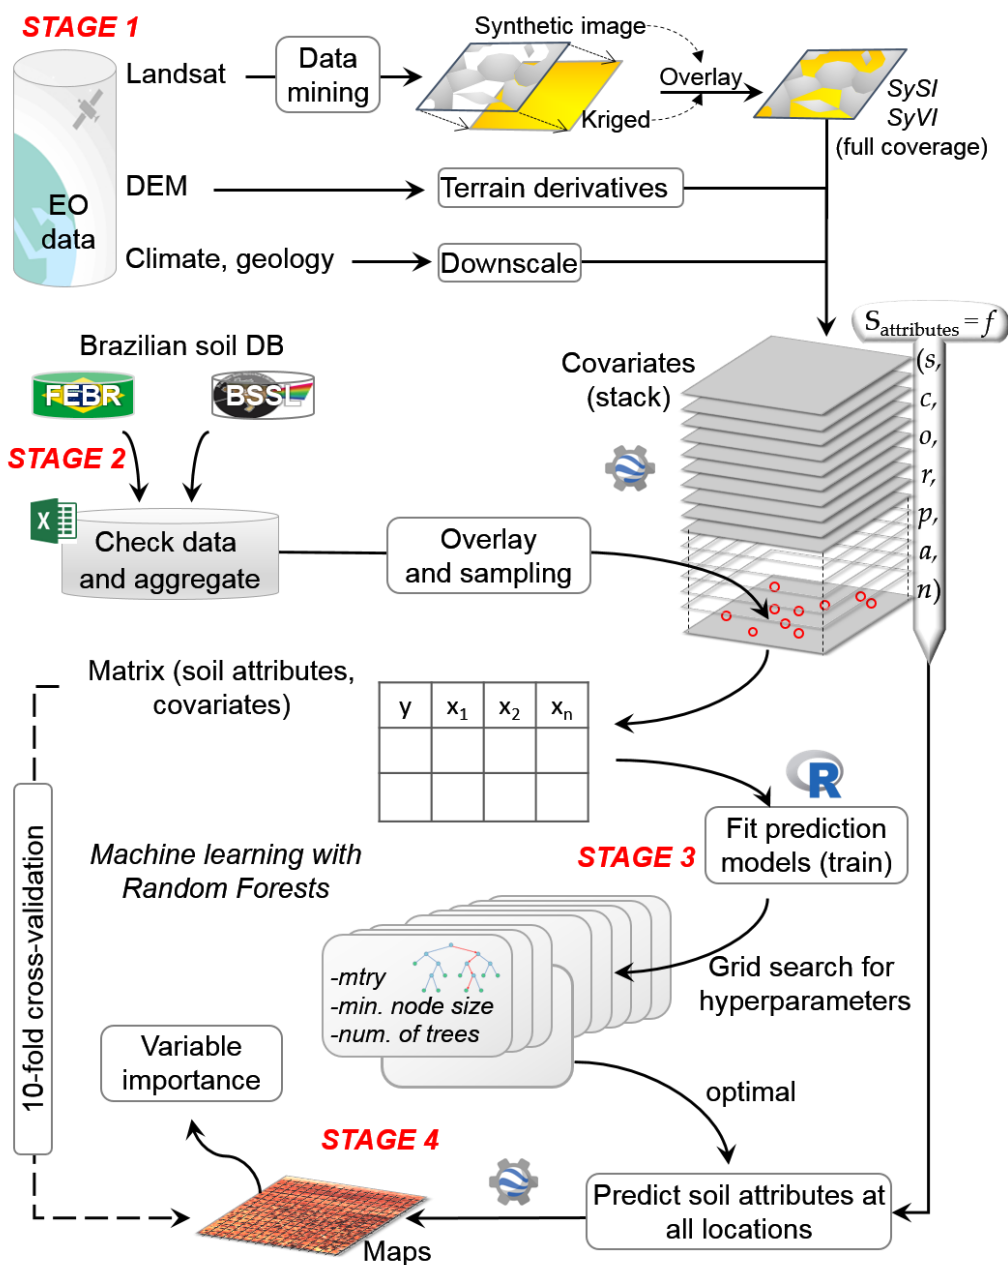 STAGE 1
Landsat
Data
mining
Synthetic image
Kriged
Overlay
SySI
SyVI
(full coverage)
EO
data
DEM
Terrain derivatives
Climate, geology
Downscale
S attributes = f
(s,
c,
o,
r,
p,
a,
n)
Brazilian soil DB
FEBR
BSSL
Covariates
(stack)
STAGE 2
X
Check data
and aggregate
Overlay
and sampling
Matrix (soil attributes,
covariates)
y x1 x2 xn
R
Fit prediction
models (train)
STAGE 3
10-fold cross-validation
Machine learning with
Random Forests
-mtry
-min. node size
-num. of trees
Grid search for
hyperparameters
optimal
Variable
importance
STAGE 4
Predict soil attributes at
all locations
Maps